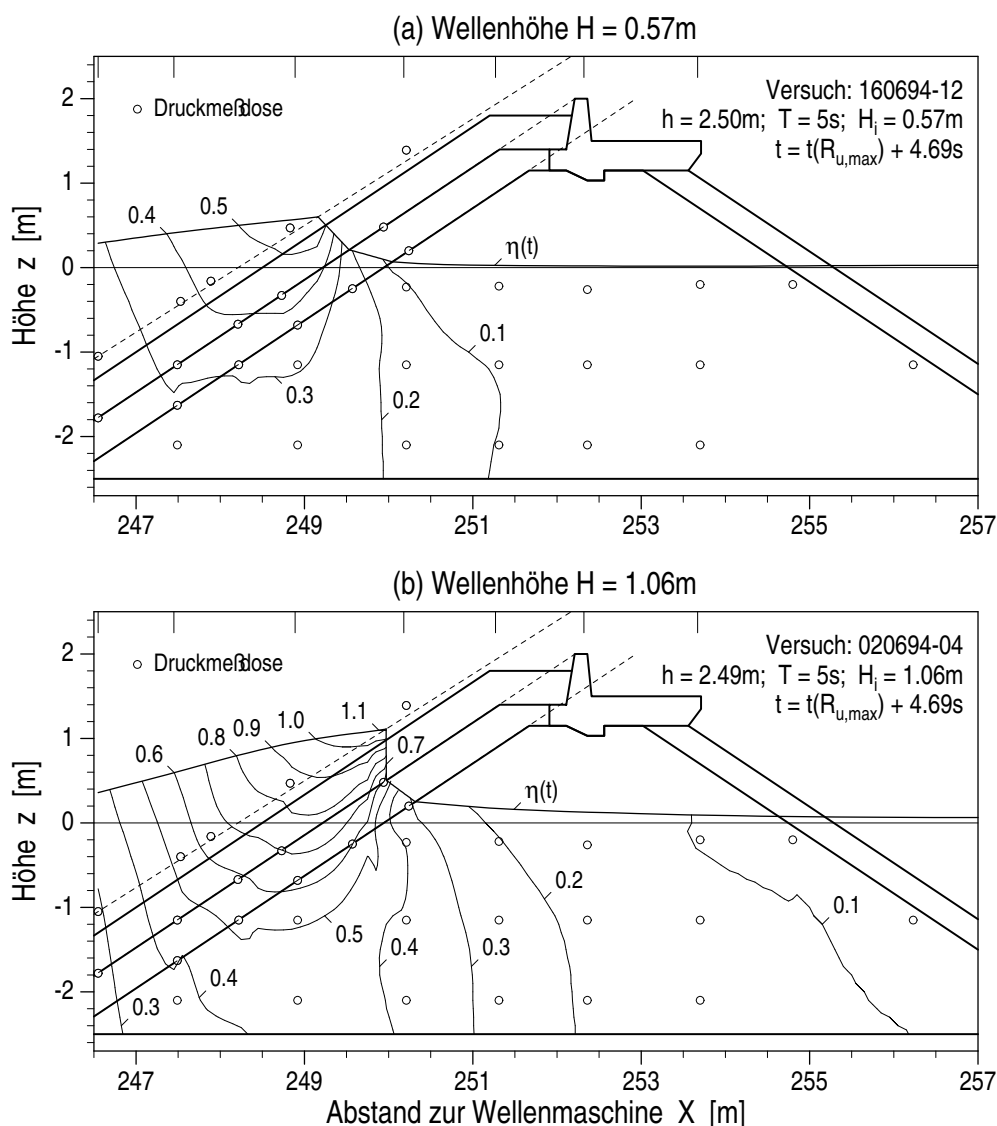 (a) Wellenhöhe H = 0.57m
Druckmeßdose
Versuch: 160694-12
h = 2.50m; T = 5s; H_i = 0.57m
t = t(R_u,max) + 4.69s
0.4
0.5
η(t)
0.1
0.3
0.2
Höhe z [m]
2
1
0
-1
-2
247 249 251 253 255 257
(b) Wellenhöhe H = 1.06m
Druckmeßdose
Versuch: 020694-04
h = 2.49m; T = 5s; H_i = 1.06m
t = t(R_u,max) + 4.69s
0.6
0.8
0.9
1.0
1.1
0.7
η(t)
0.2
0.1
0.5
0.4
0.3
0.4
0.3
Höhe z [m]
2
1
0
-1
-2
247 249 251 253 255 257
Abstand zur Wellenmaschine X [m]